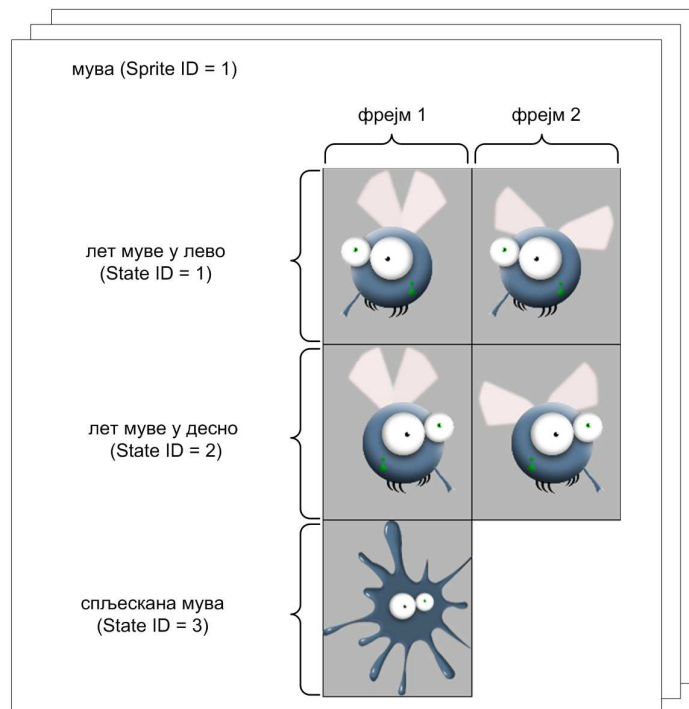 мува (Sprite ID = 1)
фрејм 1
фрејм 2
лет муве у лево
(State ID = 1)
лет муве у десно
(State ID = 2)
спљескана мува
(State ID = 3)